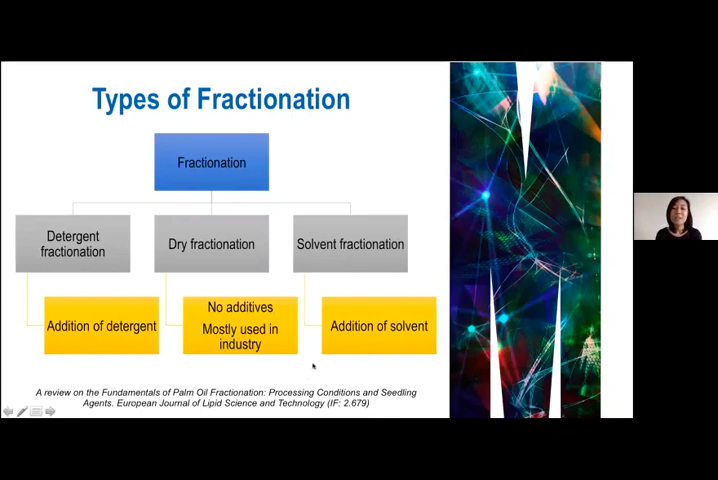 Types of Fractionation
Fractionation
Detergent
fractionation
Dry fractionation
Solvent fractionation
Addition of detergent
No additives
Mostly used in
industry
Addition of solvent
A review on the Fundamentals of Palm Oil Fractionation: Processing Conditions and Seedling
Agents. European Journal of Lipid Science and Technology (IF: 2.679)